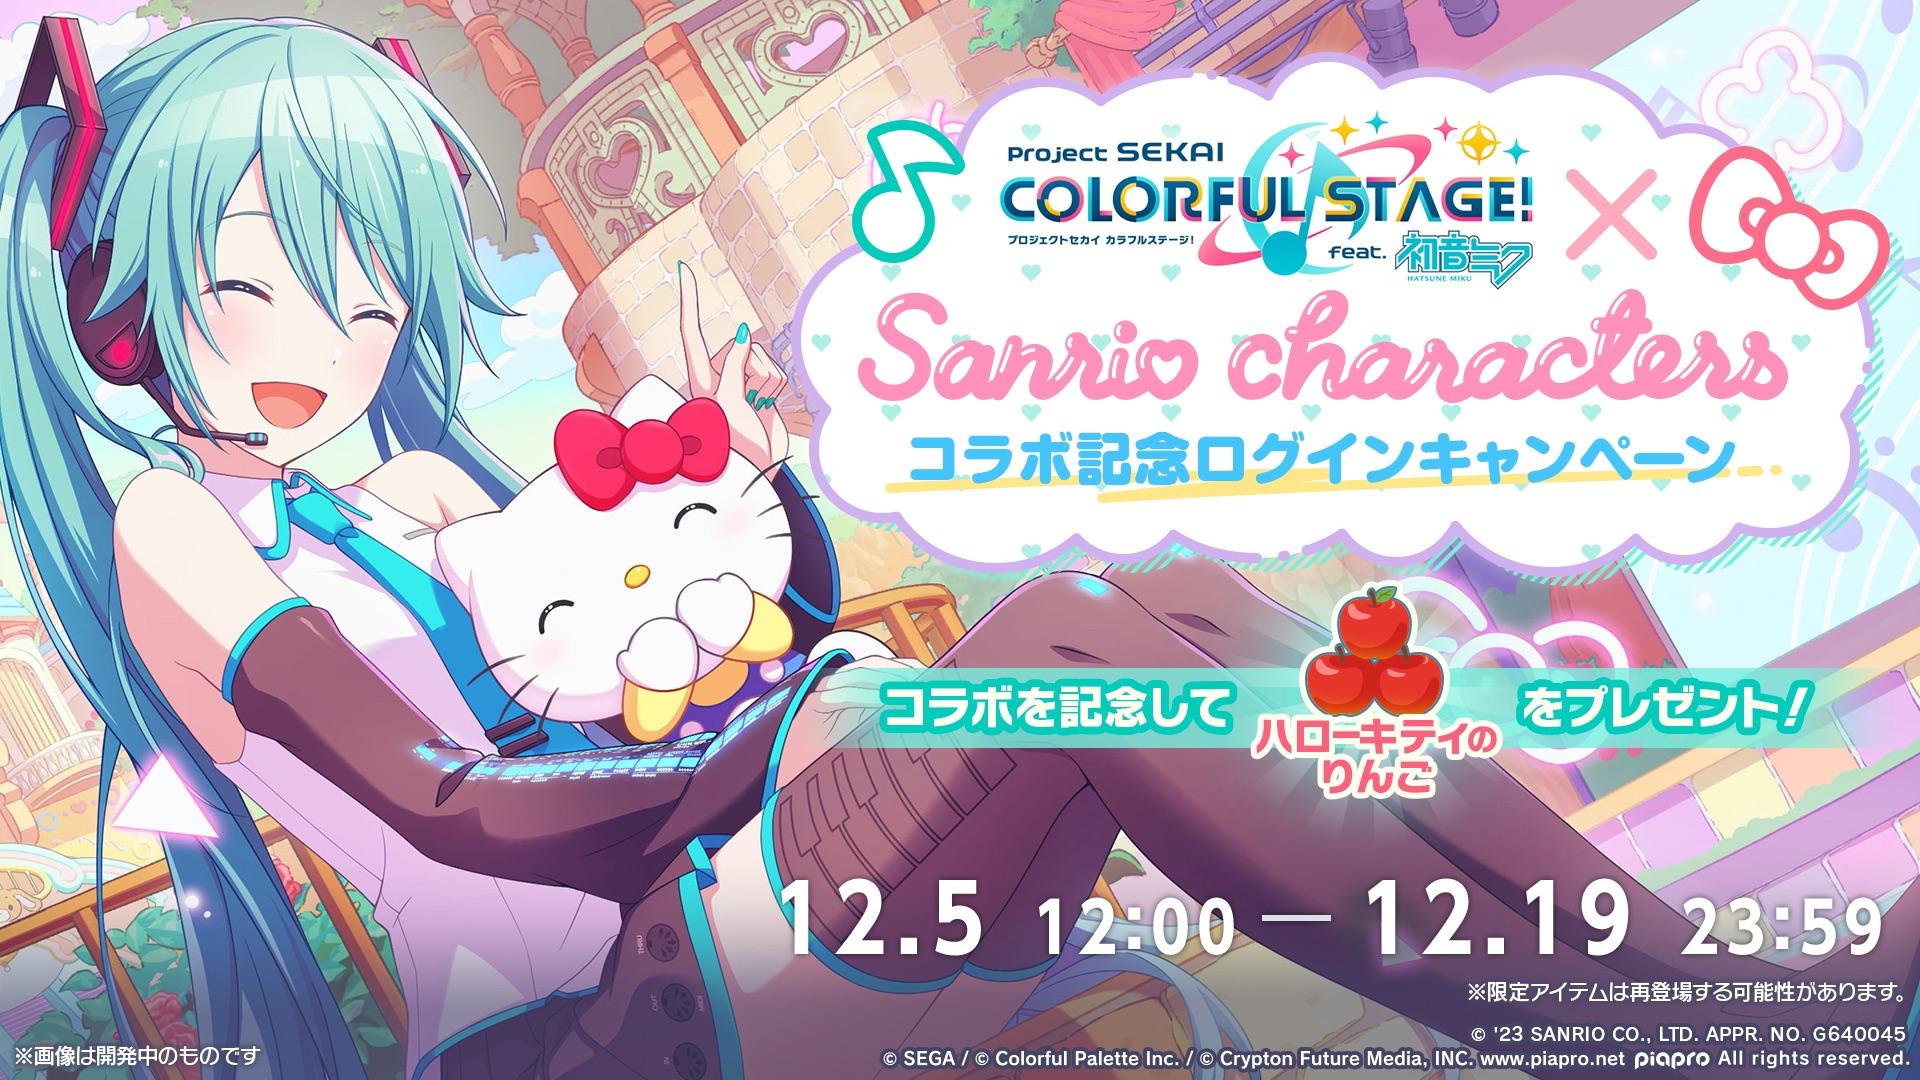 Project SEKAI
COLORFUL STAGE!
プロジェクトセカイ カラフルステージ!
feat. 初音ミク
HATSUNE MIKU
×
Sanrio characters
コラボ記念ログインキャンペーン
コラボを記念して
ハローキティの
りんご
をプレゼント!
12.5 12:00 — 12.19 23:59
※限定アイテムは再登場する可能性があります。
© '23 SANRIO CO., LTD. APPR. NO. G640045
※画像は開発中のものです
© SEGA / © Colorful Palette Inc. / © Crypton Future Media, INC. www.piapro.net piapro All rights reserved.
THRU
OUT
MIDI
IN